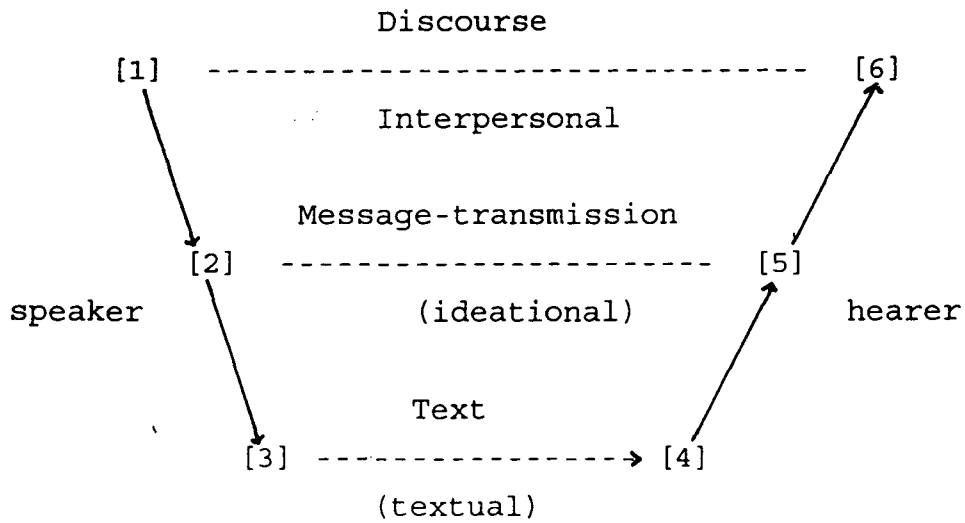 Discourse
[1] ------------------------------- [6]
Interpersonal
Message-transmission
[2] ----------------------- [5]
speaker (ideational) hearer
Text
[3] -----------------> [4]
(textual)